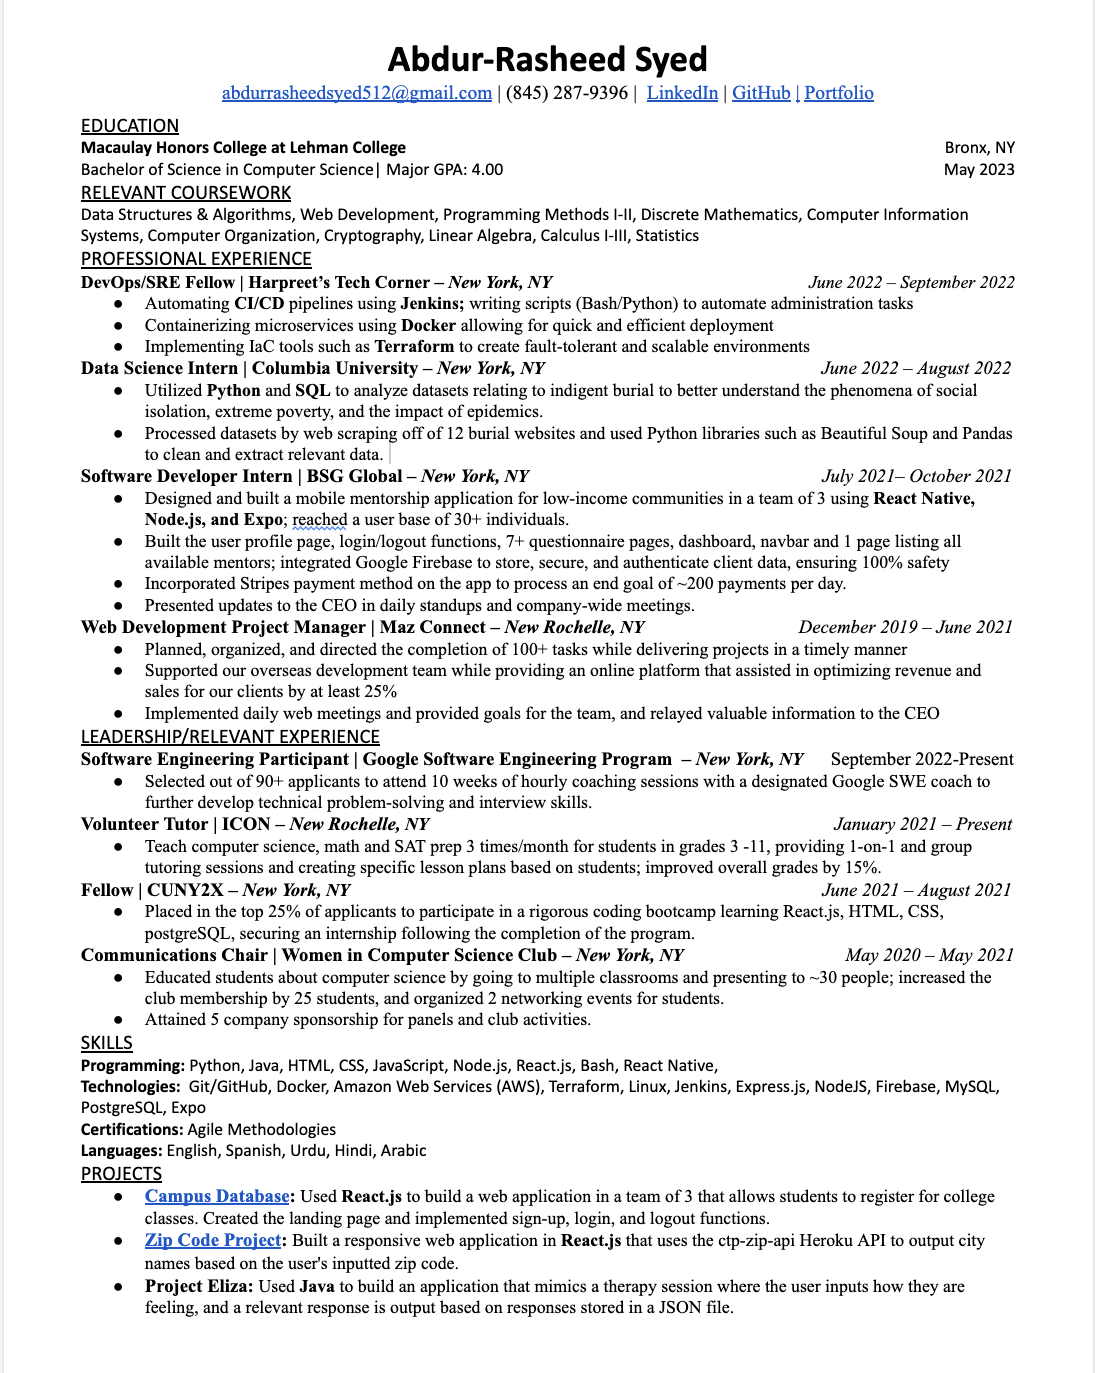 Abdur-Rasheed Syed
abdurrasheedsyed512@gmail.com | (845) 287-9396 | LinkedIn | GitHub | Portfolio
EDUCATION
Macaulay Honors College at Lehman College Bronx, NY
Bachelor of Science in Computer Science| Major GPA: 4.00 May 2023
RELEVANT COURSEWORK
Data Structures & Algorithms, Web Development, Programming Methods I-II, Discrete Mathematics, Computer Information
Systems, Computer Organization, Cryptography, Linear Algebra, Calculus I-III, Statistics
PROFESSIONAL EXPERIENCE
DevOps/SRE Fellow | Harpreet’s Tech Corner – New York, NY June 2022 – September 2022
● Automating CI/CD pipelines using Jenkins; writing scripts (Bash/Python) to automate administration tasks
● Containerizing microservices using Docker allowing for quick and efficient deployment
● Implementing IaC tools such as Terraform to create fault-tolerant and scalable environments
Data Science Intern | Columbia University – New York, NY June 2022 – August 2022
● Utilized Python and SQL to analyze datasets relating to indigent burial to better understand the phenomena of social
isolation, extreme poverty, and the impact of epidemics.
● Processed datasets by web scraping off of 12 burial websites and used Python libraries such as Beautiful Soup and Pandas
to clean and extract relevant data.
Software Developer Intern | BSG Global – New York, NY July 2021– October 2021
● Designed and built a mobile mentorship application for low-income communities in a team of 3 using React Native,
Node.js, and Expo; reached a user base of 30+ individuals.
● Built the user profile page, login/logout functions, 7+ questionnaire pages, dashboard, navbar and 1 page listing all
available mentors; integrated Google Firebase to store, secure, and authenticate client data, ensuring 100% safety
● Incorporated Stripes payment method on the app to process an end goal of ~200 payments per day.
● Presented updates to the CEO in daily standups and company-wide meetings.
Web Development Project Manager | Maz Connect – New Rochelle, NY December 2019 – June 2021
● Planned, organized, and directed the completion of 100+ tasks while delivering projects in a timely manner
● Supported our overseas development team while providing an online platform that assisted in optimizing revenue and
sales for our clients by at least 25%
● Implemented daily web meetings and provided goals for the team, and relayed valuable information to the CEO
LEADERSHIP/RELEVANT EXPERIENCE
Software Engineering Participant | Google Software Engineering Program – New York, NY September 2022-Present
● Selected out of 90+ applicants to attend 10 weeks of hourly coaching sessions with a designated Google SWE coach to
further develop technical problem-solving and interview skills.
Volunteer Tutor | ICON – New Rochelle, NY January 2021 – Present
● Teach computer science, math and SAT prep 3 times/month for students in grades 3 -11, providing 1-on-1 and group
tutoring sessions and creating specific lesson plans based on students; improved overall grades by 15%.
Fellow | CUNY2X – New York, NY June 2021 – August 2021
● Placed in the top 25% of applicants to participate in a rigorous coding bootcamp learning React.js, HTML, CSS,
postgreSQL, securing an internship following the completion of the program.
Communications Chair | Women in Computer Science Club – New York, NY May 2020 – May 2021
● Educated students about computer science by going to multiple classrooms and presenting to ~30 people; increased the
club membership by 25 students, and organized 2 networking events for students.
● Attained 5 company sponsorship for panels and club activities.
SKILLS
Programming: Python, Java, HTML, CSS, JavaScript, Node.js, React.js, Bash, React Native,
Technologies: Git/GitHub, Docker, Amazon Web Services (AWS), Terraform, Linux, Jenkins, Express.js, NodeJS, Firebase, MySQL,
PostgreSQL, Expo
Certifications: Agile Methodologies
Languages: English, Spanish, Urdu, Hindi, Arabic
PROJECTS
● Campus Database: Used React.js to build a web application in a team of 3 that allows students to register for college
classes. Created the landing page and implemented sign-up, login, and logout functions.
● Zip Code Project: Built a responsive web application in React.js that uses the ctp-zip-api Heroku API to output city
names based on the user's inputted zip code.
● Project Eliza: Used Java to build an application that mimics a therapy session where the user inputs how they are
feeling, and a relevant response is output based on responses stored in a JSON file.